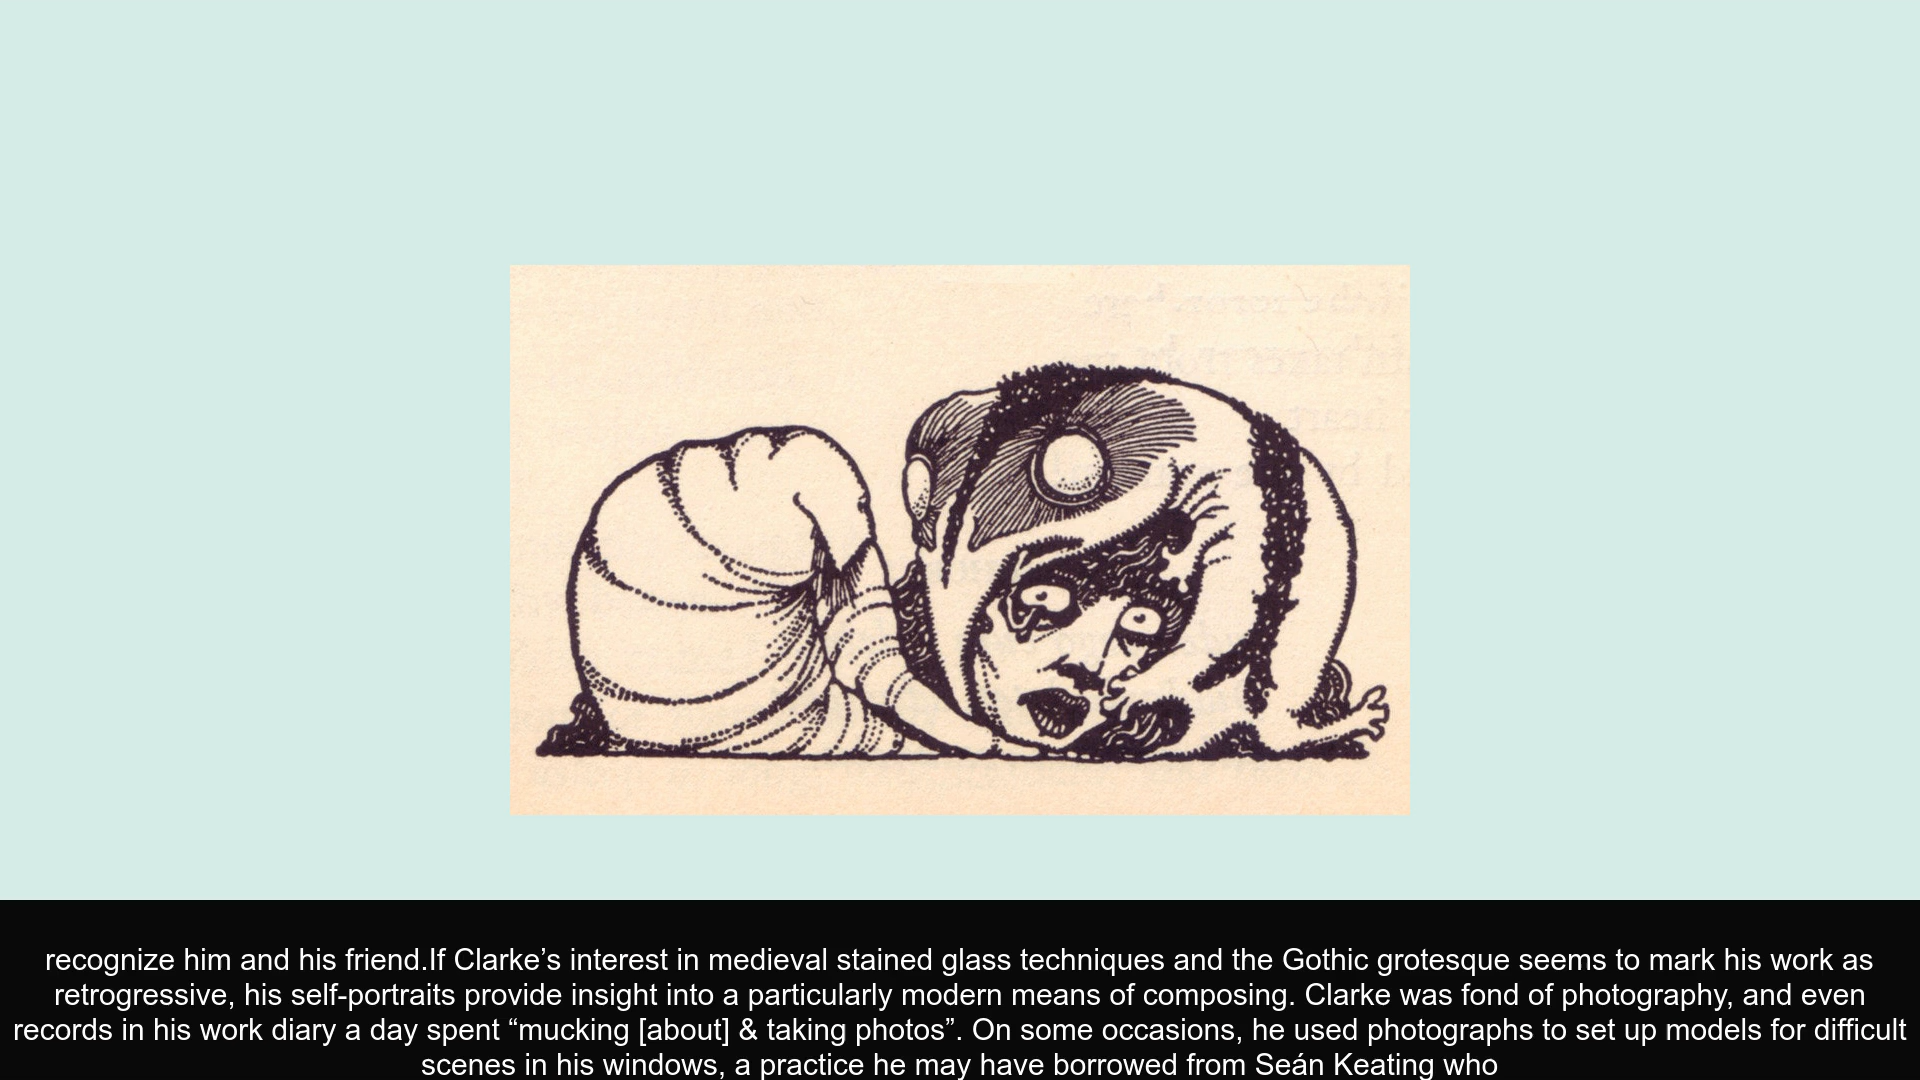 recognize him and his friend.If Clarke’s interest in medieval stained glass techniques and the Gothic grotesque seems to mark his work as
retrogressive, his self-portraits provide insight into a particularly modern means of composing. Clarke was fond of photography, and even
records in his work diary a day spent “mucking [about] & taking photos”. On some occasions, he used photographs to set up models for difficult
scenes in his windows, a practice he may have borrowed from Seán Keating who